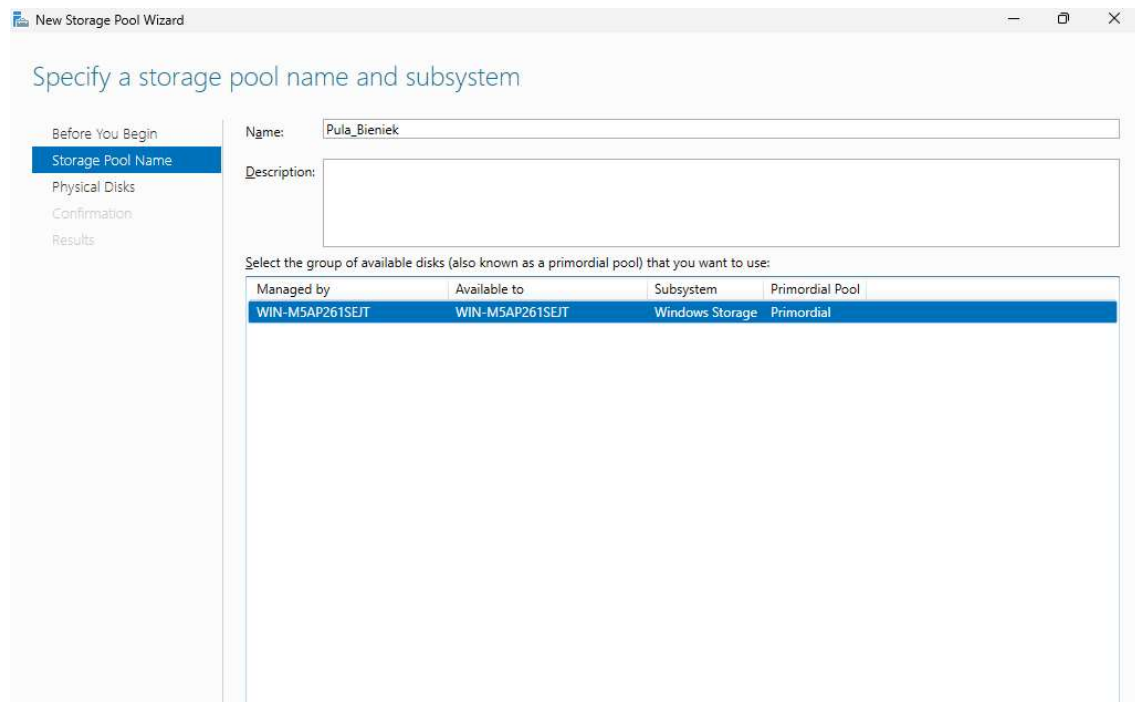 New Storage Pool Wizard
Specify a storage pool name and subsystem
Before You Begin
Storage Pool Name
Physical Disks
Confirmation
Results
Name: Pula_Bieniek
Description:
Select the group of available disks (also known as a primordial pool) that you want to use:
Managed by Available to Subsystem Primordial Pool
WIN-M5AP261SEJT WIN-M5AP261SEJT Windows Storage Primordial